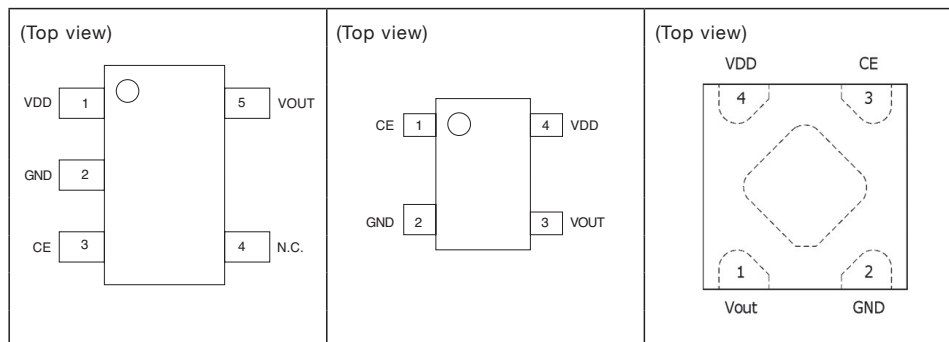 (Top view)
VDD 1 5 VOUT
GND 2
CE 3 4 N.C.
(Top view)
CE 1 4 VDD
GND 2 3 VOUT
(Top view)
VDD CE
4 3
1 2
Vout GND